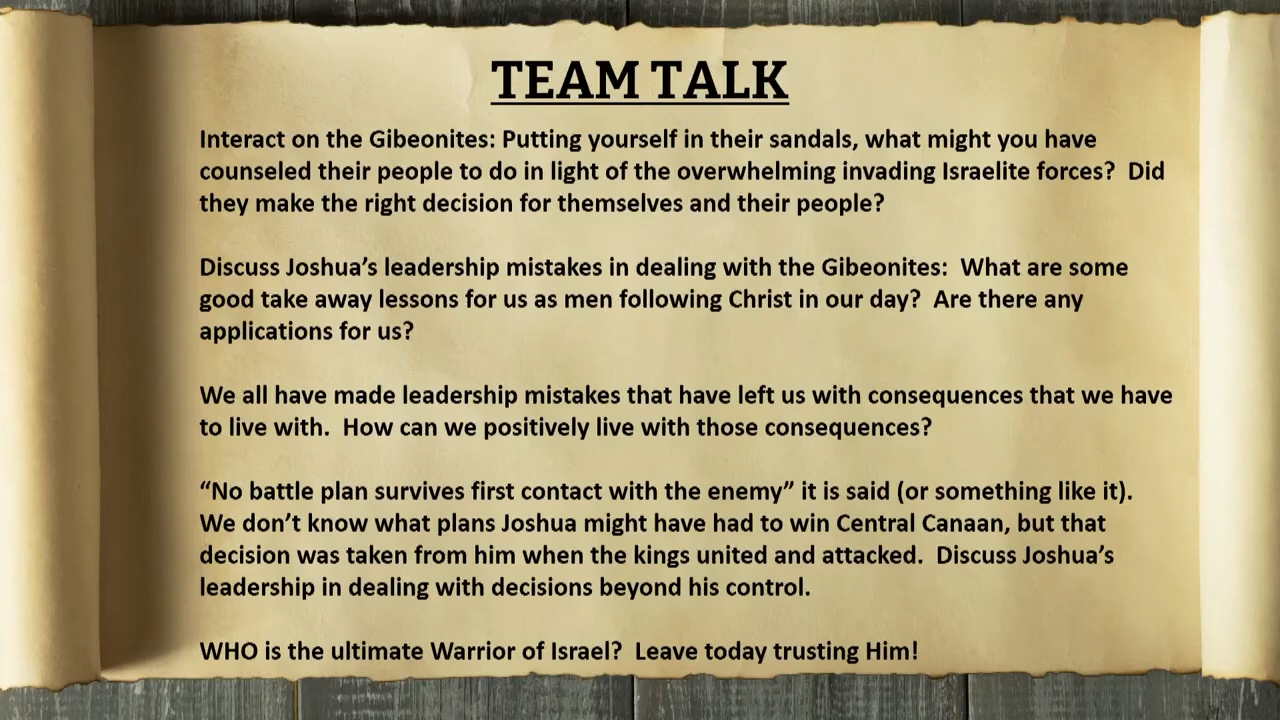 TEAM TALK
Interact on the Gibeonites: Putting yourself in their sandals, what might you have
counseled their people to do in light of the overwhelming invading Israelite forces?  Did
they make the right decision for themselves and their people?
Discuss Joshua’s leadership mistakes in dealing with the Gibeonites:  What are some
good take away lessons for us as men following Christ in our day?  Are there any
applications for us?
We all have made leadership mistakes that have left us with consequences that we have
to live with.  How can we positively live with those consequences?
“No battle plan survives first contact with the enemy” it is said (or something like it).
We don’t know what plans Joshua might have had to win Central Canaan, but that
decision was taken from him when the kings united and attacked.  Discuss Joshua’s
leadership in dealing with decisions beyond his control.
WHO is the ultimate Warrior of Israel?  Leave today trusting Him!